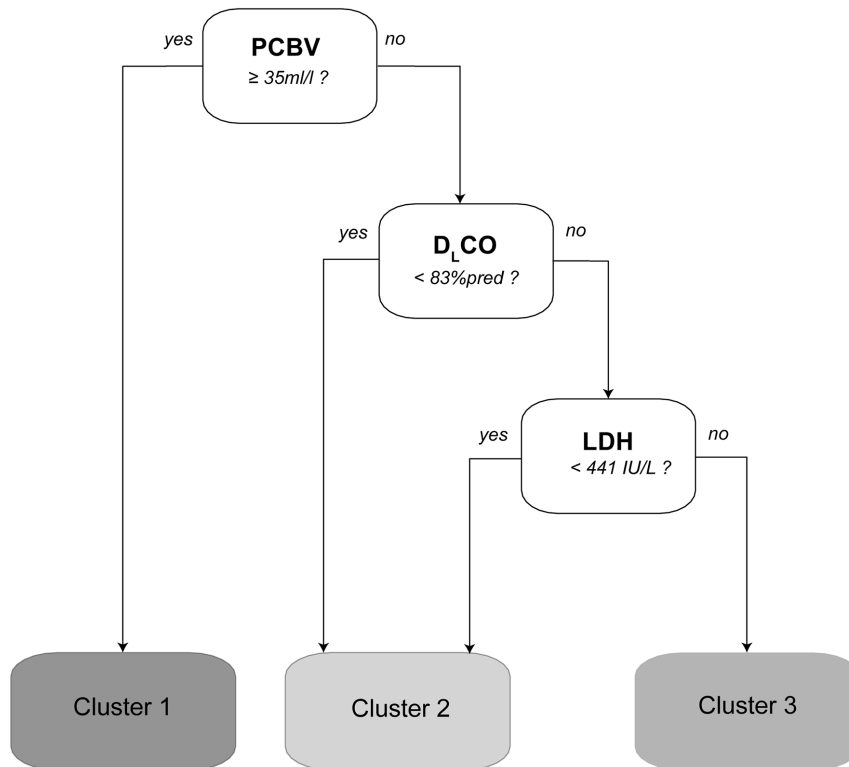 yes
PCBV
no
≥ 35ml/l ?
yes
DLCO
no
< 83%pred ?
yes
LDH
no
< 441 IU/L ?
Cluster 1
Cluster 2
Cluster 3